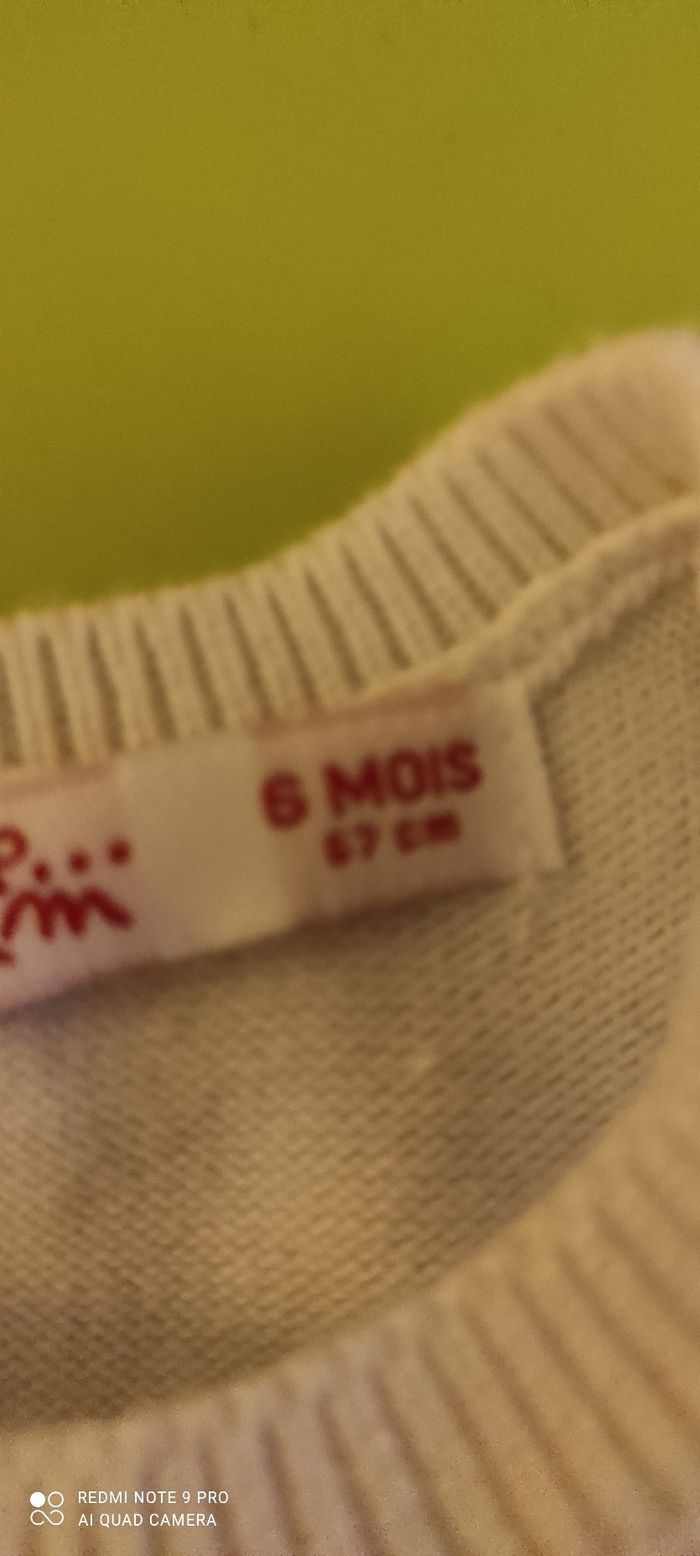 6 MOIS
67 cm
REDMI NOTE 9 PRO
AI QUAD CAMERA